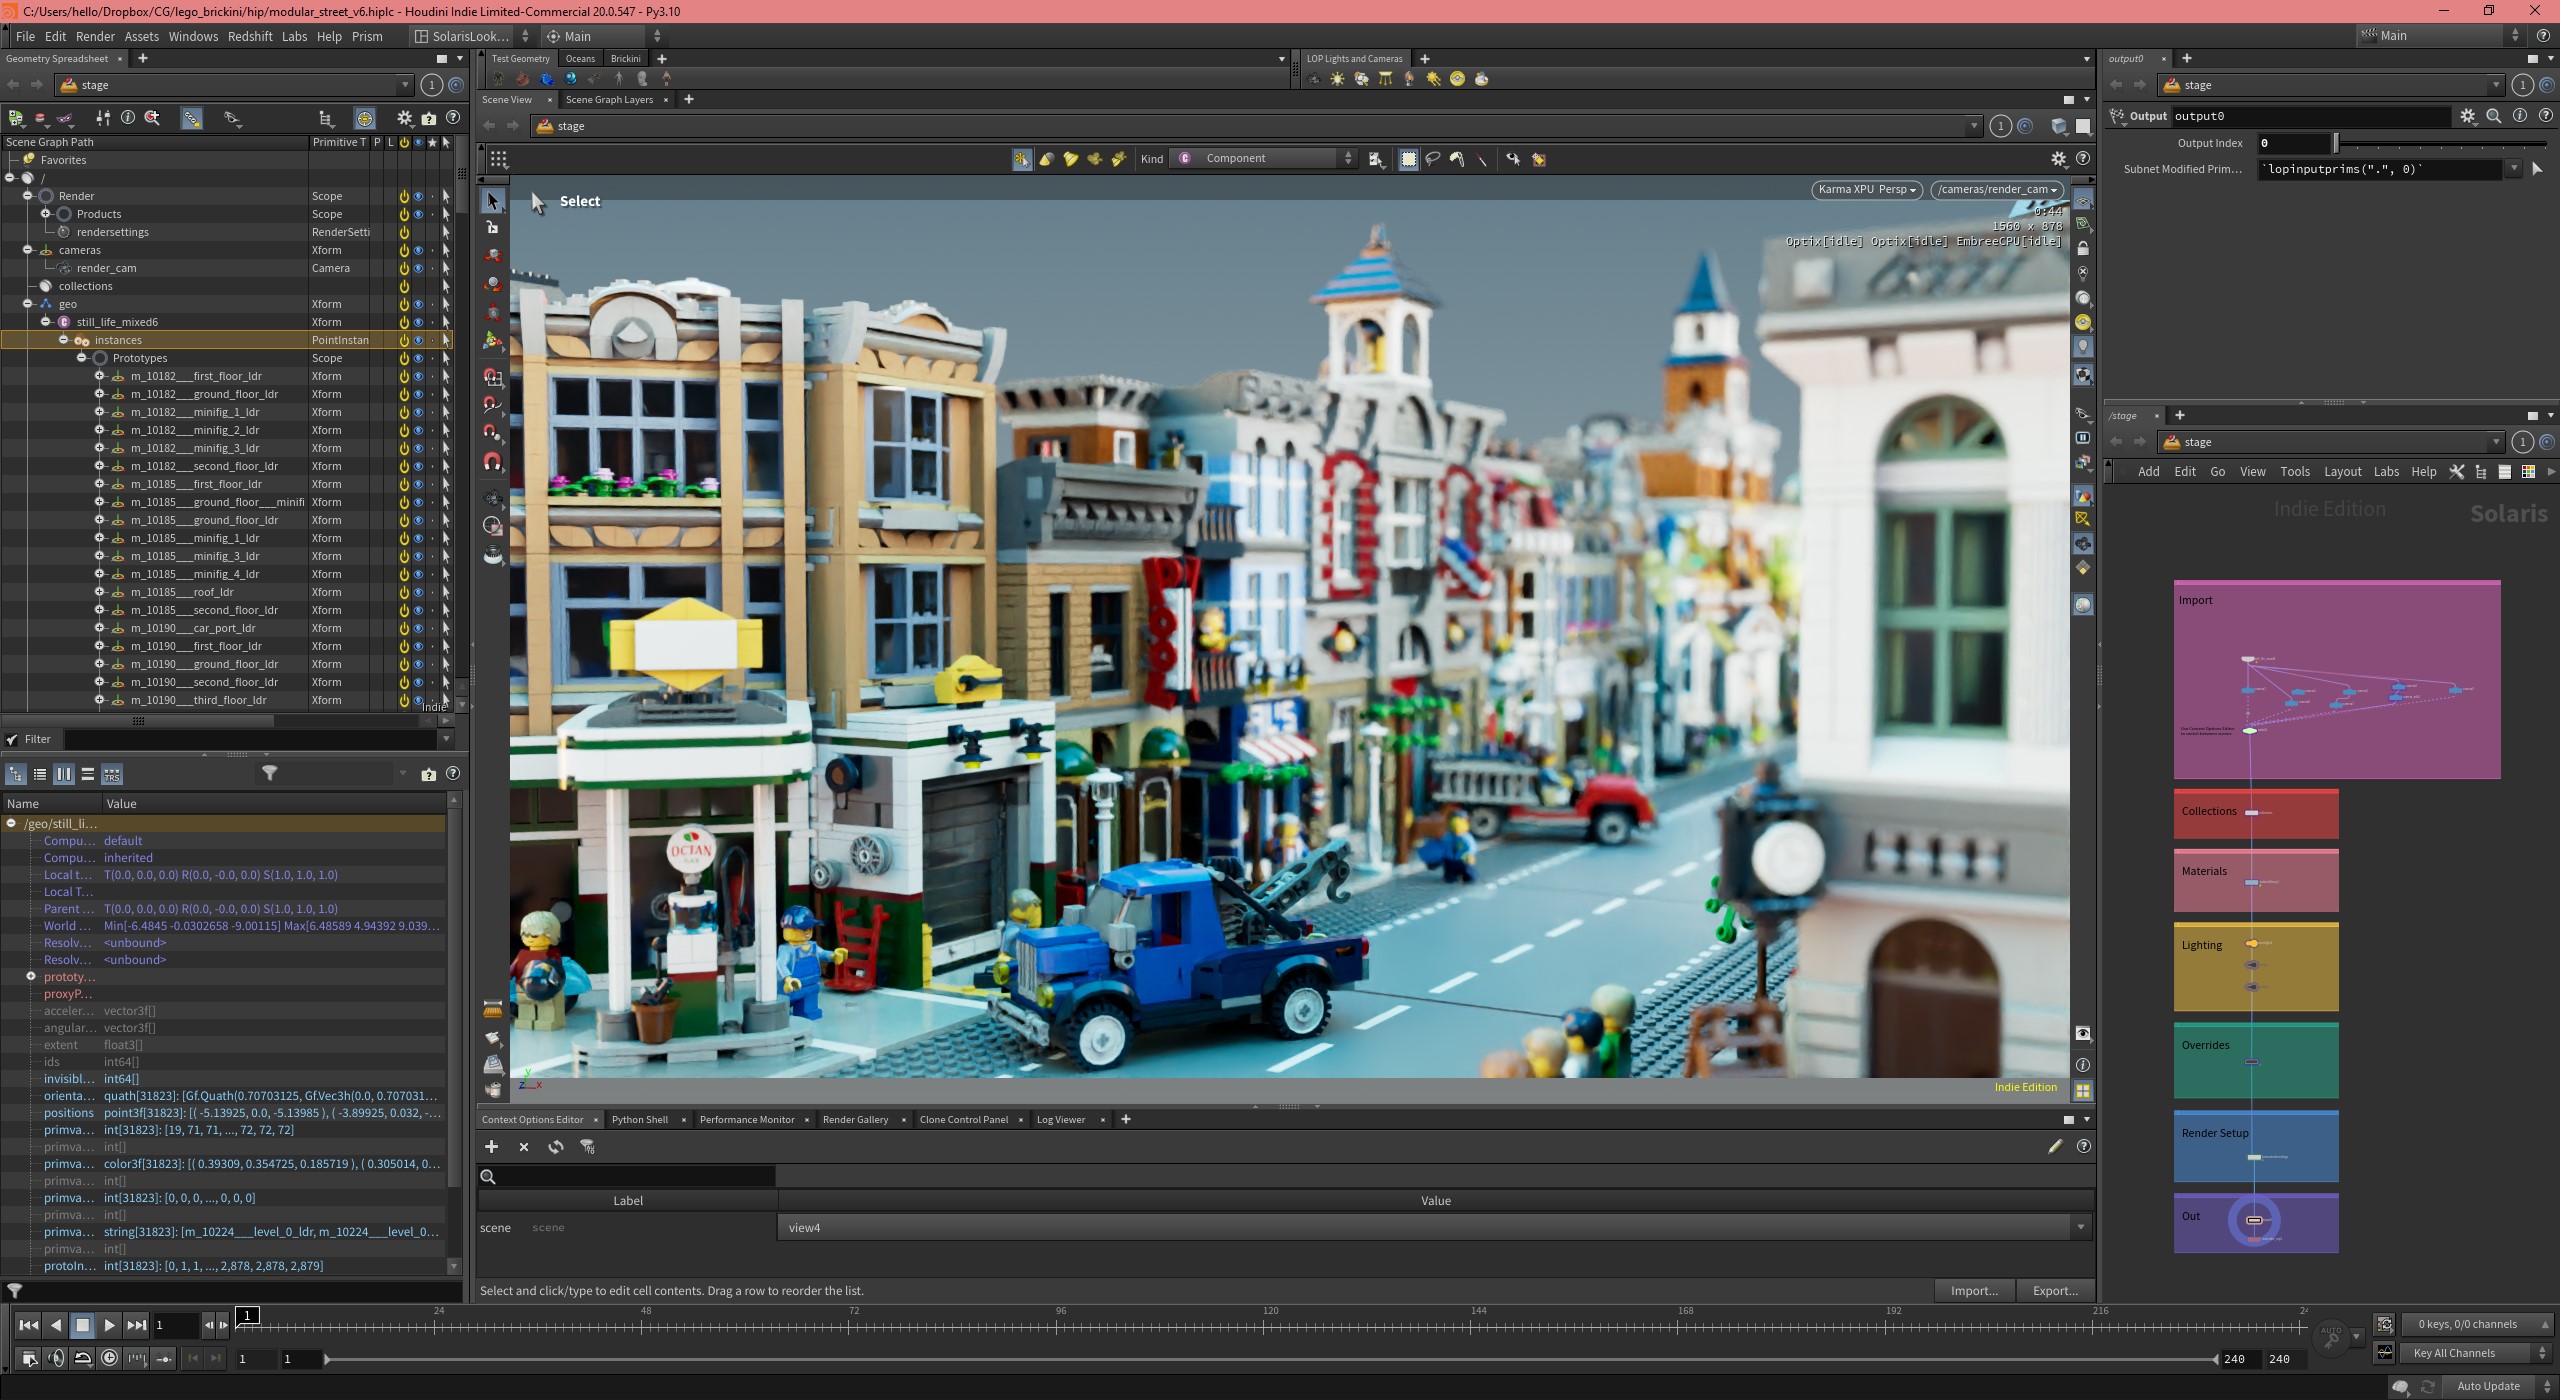 C:/Users/hello/Dropbox/CG/lego_brickini/hip/modular_street_v6.hiplc - Houdini Indie Limited-Commercial 20.0.547 - Py3.10
File Edit Render Assets Windows Redshift Labs Help Prism SolarisLook... Main Main
Geometry Spreadsheet
stage 1
Scene Graph Path Primitive T P L
Favorites
/
Render Scope
Products Scope
rendersettings RenderSetti
cameras Xform
render_cam Camera
collections
geo Xform
still_life_mixed6 Xform
instances PointInstan
Prototypes Scope
m_10182___first_floor_ldr Xform
m_10182___ground_floor_ldr Xform
m_10182___minifig_1_ldr Xform
m_10182___minifig_2_ldr Xform
m_10182___minifig_3_ldr Xform
m_10182___second_floor_ldr Xform
m_10185___first_floor_ldr Xform
m_10185___ground_floor___minifi Xform
m_10185___ground_floor_ldr Xform
m_10185___minifig_1_ldr Xform
m_10185___minifig_3_ldr Xform
m_10185___minifig_4_ldr Xform
m_10185___roof_ldr Xform
m_10185___second_floor_ldr Xform
m_10190___car_port_ldr Xform
m_10190___first_floor_ldr Xform
m_10190___ground_floor_ldr Xform
m_10190___second_floor_ldr Xform
m_10190___third_floor_ldr Xform
Indie
Filter
Name Value
/geo/still_li...
Compu... default
Compu... inherited
Local t... T(0.0, 0.0, 0.0) R(0.0, -0.0, 0.0) S(1.0, 1.0, 1.0)
Local T...
Parent ... T(0.0, 0.0, 0.0) R(0.0, -0.0, 0.0) S(1.0, 1.0, 1.0)
World ... Min[-6.4845 -0.0302658 -9.00115] Max[6.48589 4.94392 9.039...
Resolv... <unbound>
Resolv... <unbound>
prototy...
proxyP...
acceler... vector3f[]
angular... vector3f[]
extent float3[]
ids int64[]
invisibl... int64[]
orienta... quath[31823]: [Gf.Quath(0.70703125, Gf.Vec3h(0.0, 0.707031...
positions point3f[31823]: [( -5.13925, 0.0, -5.13985 ), ( -3.89925, 0.032, -...
primva... int[31823]: [19, 71, 71, ..., 72, 72, 72]
primva... int[]
primva... color3f[31823]: [( 0.39309, 0.354725, 0.185719 ), ( 0.305014, 0...
primva... int[]
primva... int[31823]: [0, 0, 0, ..., 0, 0, 0]
primva... int[]
primva... string[31823]: [m_10224___level_0_ldr, m_10224___level_0...
primva... int[]
protoIn... int[31823]: [0, 1, 1, ..., 2,878, 2,878, 2,879]
Test Geometry Oceans Brickini
LOP Lights and Cameras
Scene View Scene Graph Layers
stage 1
Kind Component
Select
Karma XPU Persp /cameras/render_cam
0:44
1560 x 878
Optix[idle] Optix[idle] EmbreeCPU[idle]
OCTAN
y
z x
Indie Edition
Context Options Editor Python Shell Performance Monitor Render Gallery Clone Control Panel Log Viewer
Label Value
scene scene view4
Select and click/type to edit cell contents. Drag a row to reorder the list.
Import... Export...
output0
stage 1
Output output0
Output Index 0
Subnet Modified Prim... `lopinputprims(".", 0)`
/stage
stage 1
Add Edit Go View Tools Layout Labs Help
Indie Edition Solaris
Import
Collections
Materials
Lighting
Overrides
Render Setup
Out
1 1 24 48 72 96 120 144 168 192 216
AUTO
0 keys, 0/0 channels
1 1 240 240
Key All Channels
Auto Update